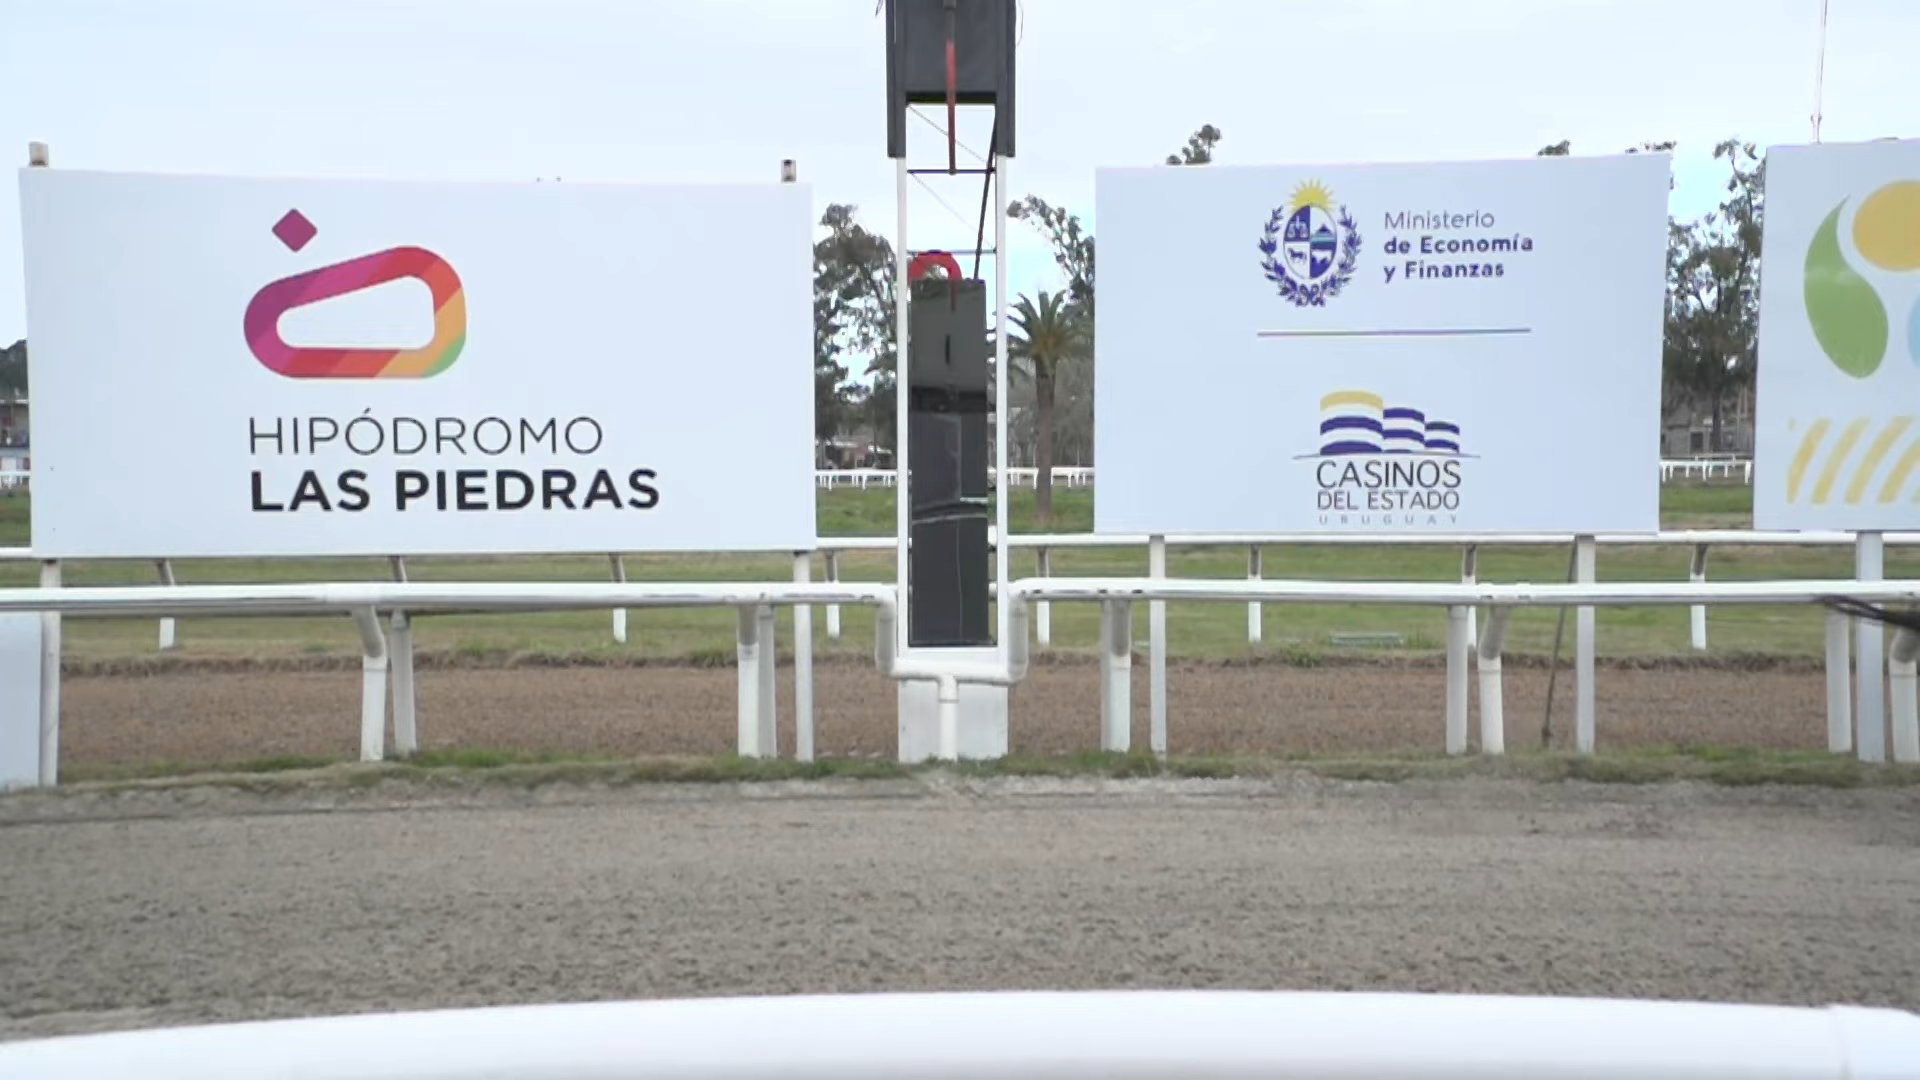 HIPÓDROMO
LAS PIEDRAS
Ministerio
de Economía
y Finanzas
CASINOS
DEL ESTADO
URUGUAY